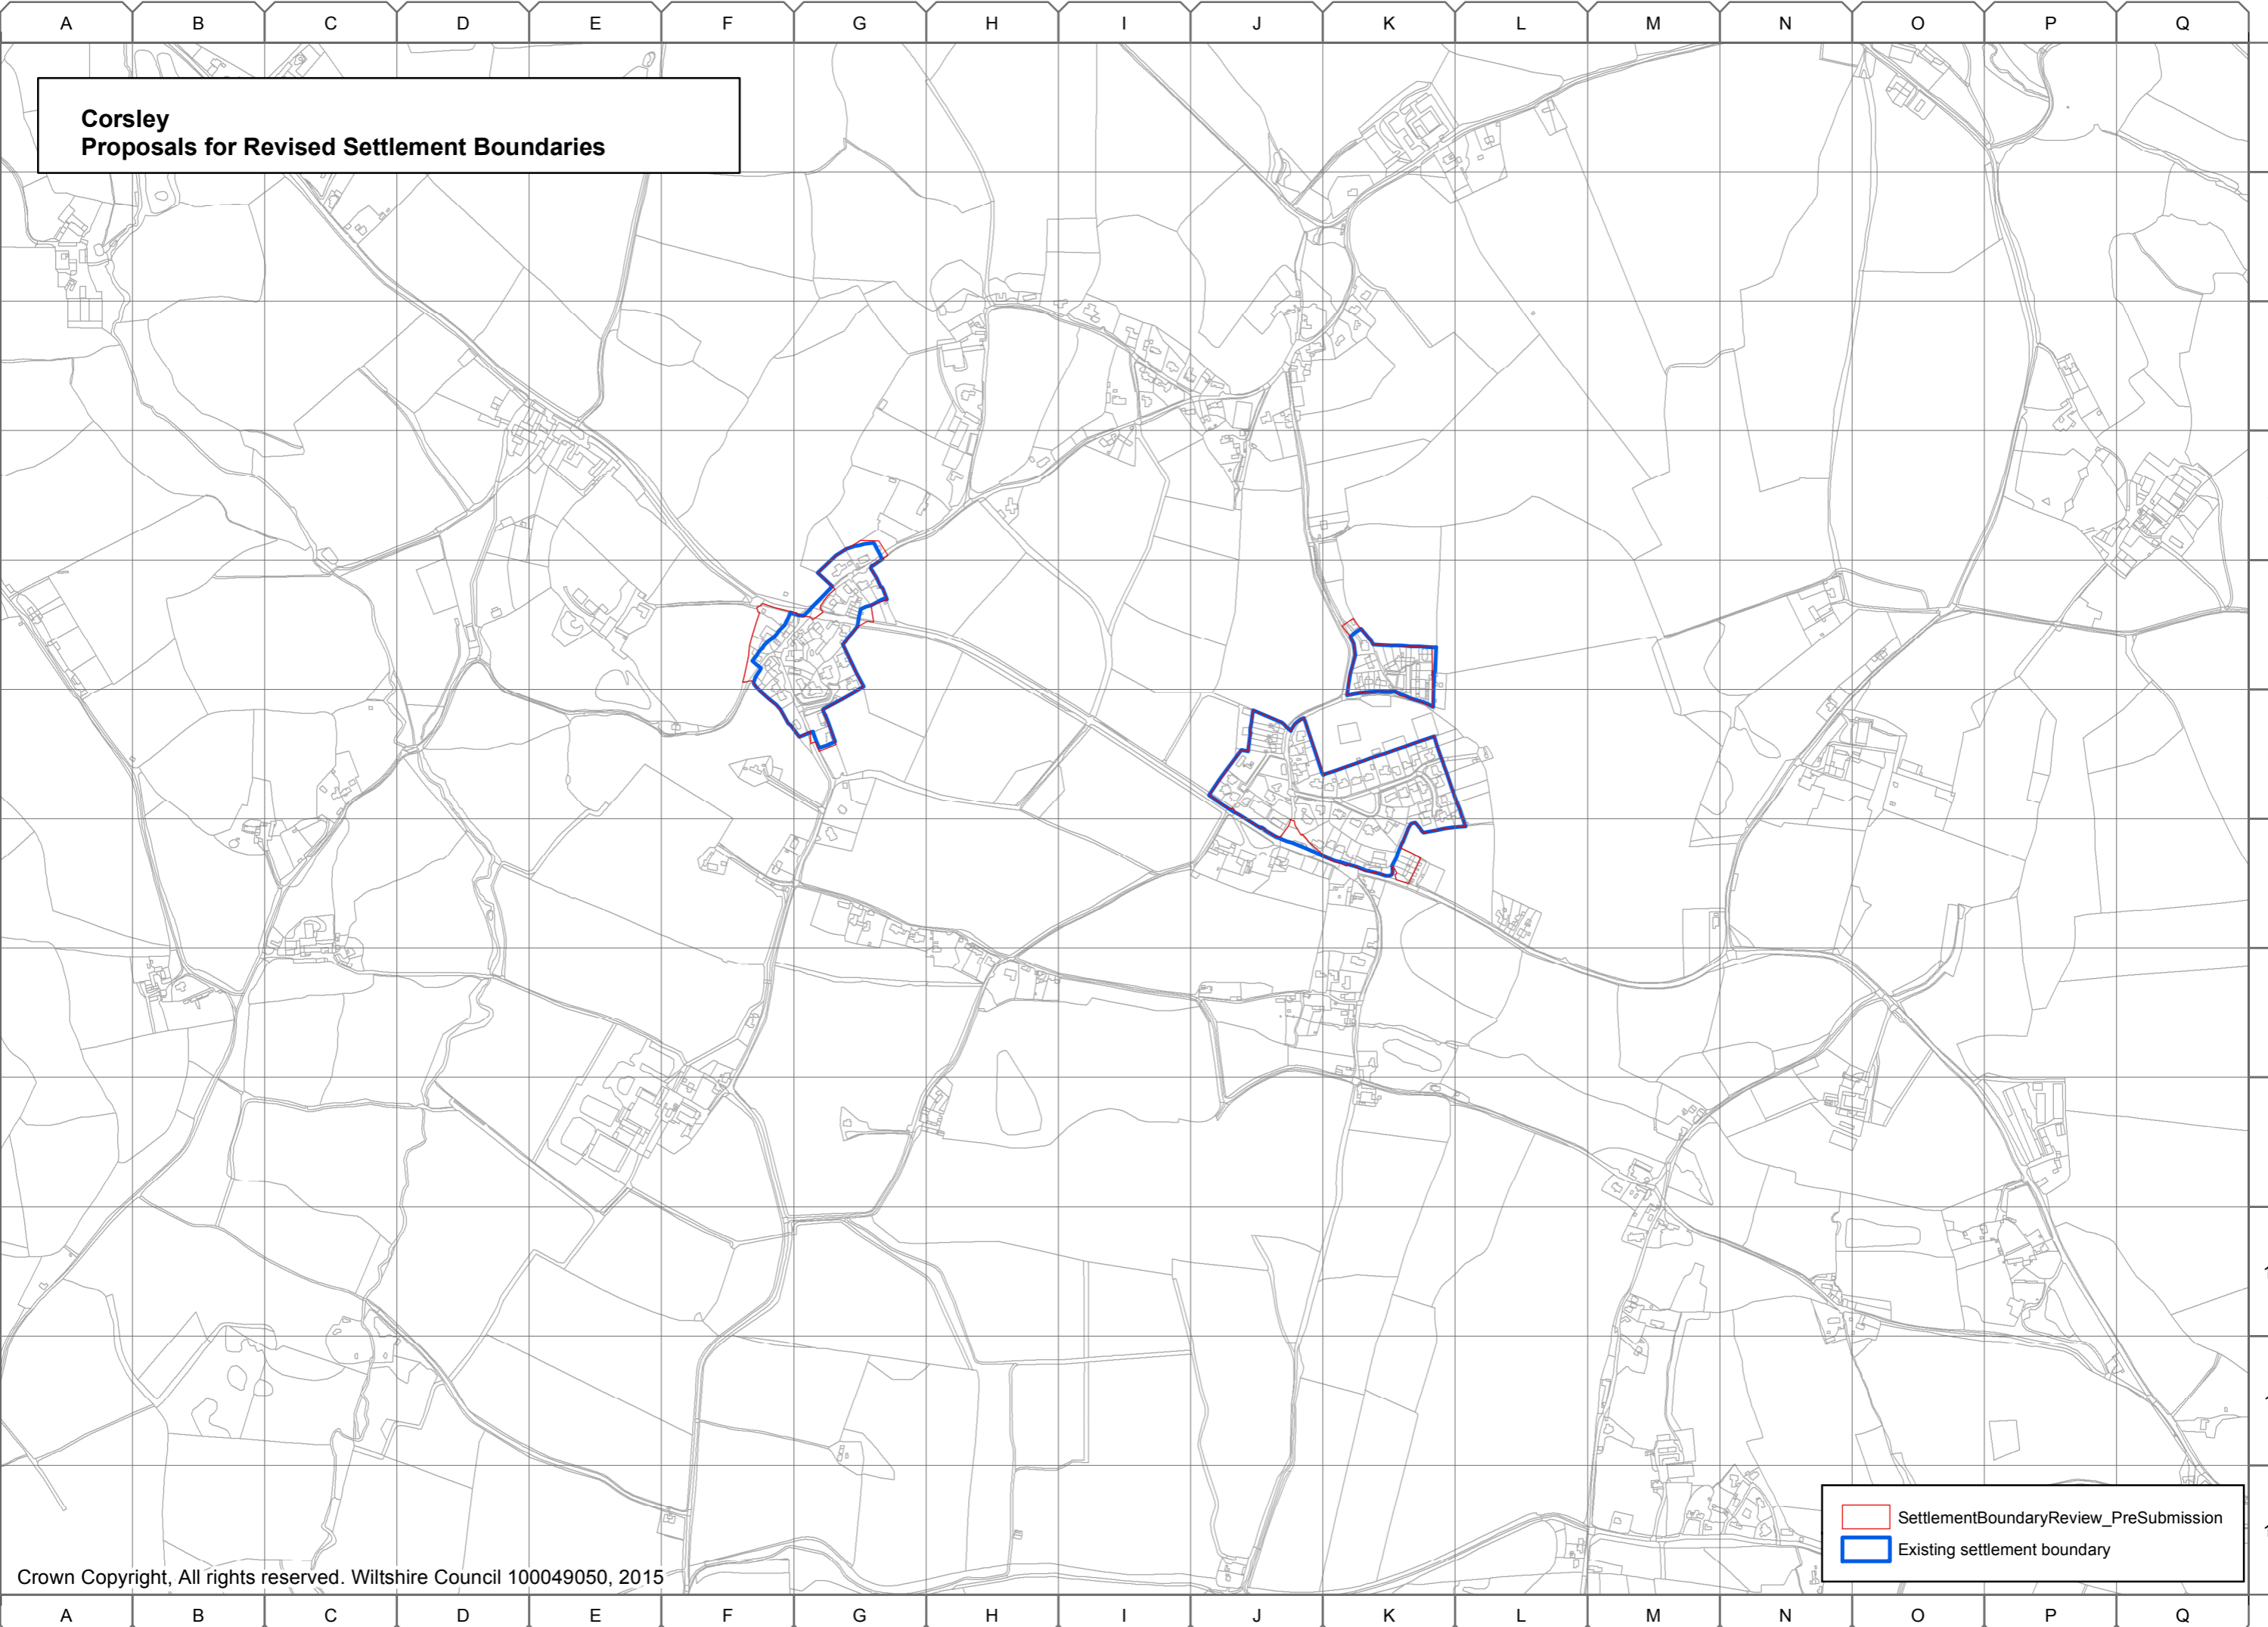 A B C D E F G H I J K L M N O P Q
Corsley
Proposals for Revised Settlement Boundaries
SettlementBoundaryReview_PreSubmission
Existing settlement boundary
Crown Copyright, All rights reserved. Wiltshire Council 100049050, 2015
A B C D E F G H I J K L M N O P Q